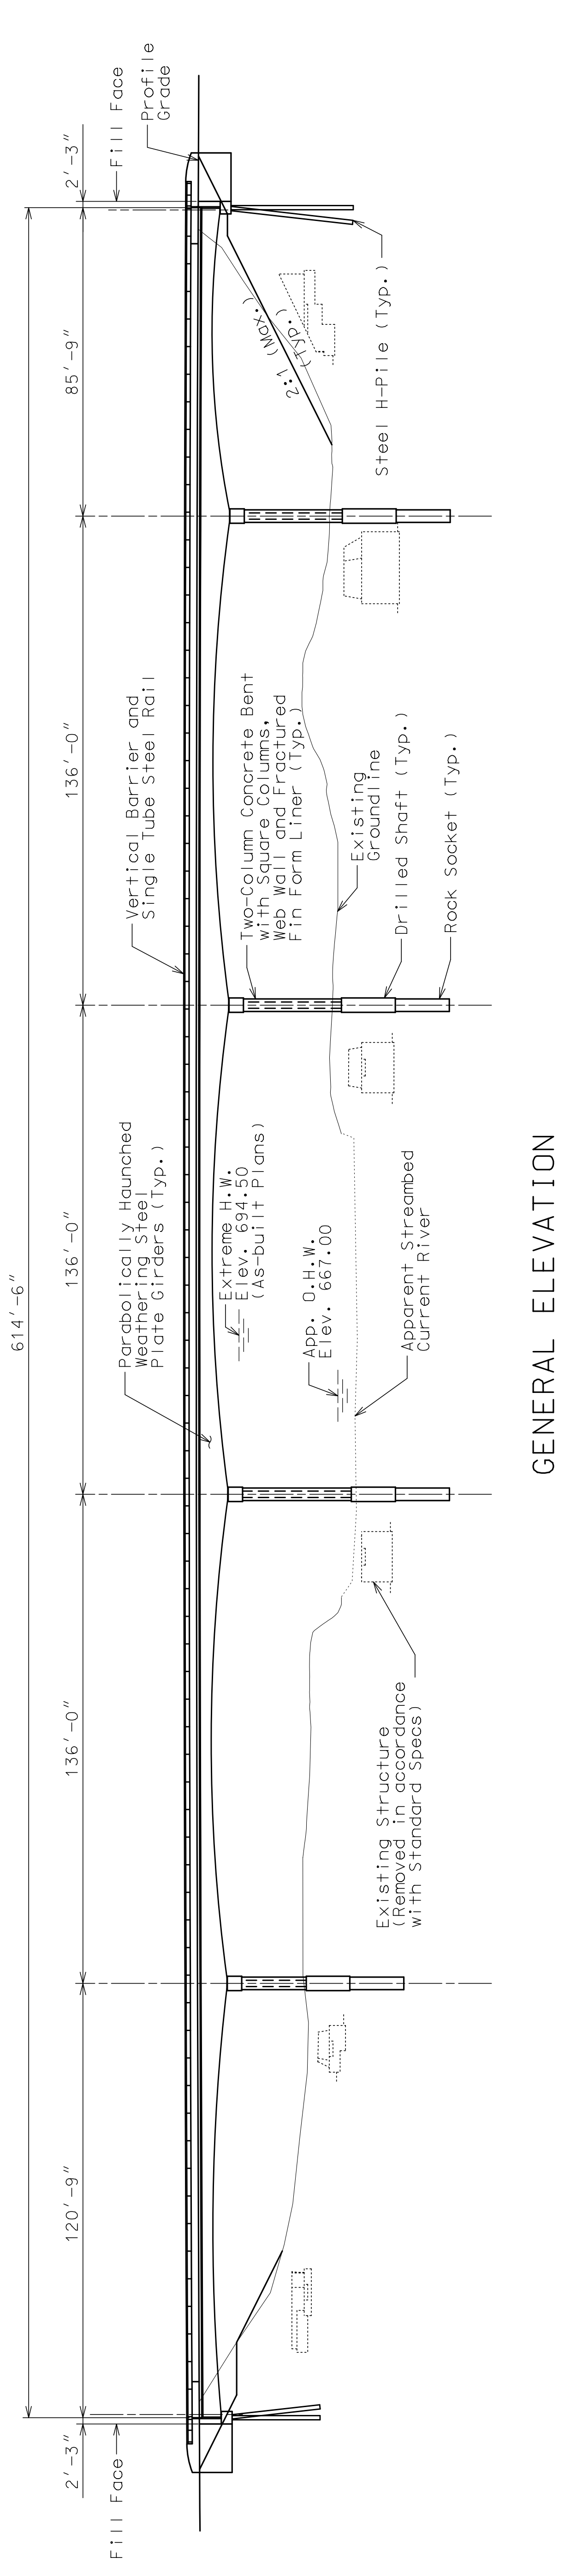 614'-6"
2'-3"
120'-9"
136'-0"
136'-0"
136'-0"
85'-9"
2'-3"
Fill Face
Fill Face
Profile
Grade
Parabolically Haunched
Weathering Steel
Plate Girders (Typ.)
Vertical Barrier and
Single Tube Steel Rail
Extreme H.W.
Elev. 694.50
(As-built Plans)
Two-Column Concrete Bent
with Square Columns,
Web Wall and Fractured
Fin Form Liner (Typ.)
2:1 (Max.)
(Typ.)
App. O.H.W.
Elev. 667.00
Existing
Groundline
Existing Structure
(Removed in accordance
with Standard Specs)
Apparent Streambed
Current River
Drilled Shaft (Typ.)
Rock Socket (Typ.)
Steel H-Pile (Typ.)
GENERAL ELEVATION